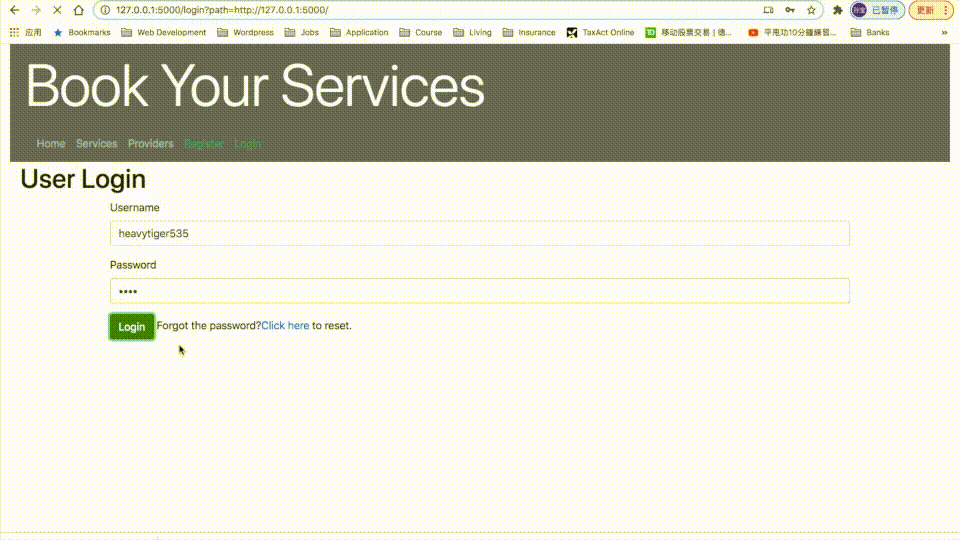 127.0.0.1:5000/login?path=http://127.0.0.1:5000/
已暂停
更新
应用 Bookmarks Web Development Wordpress Jobs Application Course Living Insurance TaxAct Online 移动股票交易 | 德... 平甩功10分鐘練習... Banks »
Book Your Services
Home Services Providers Register Login
User Login
Username
heavytiger535
Password
••••
Login Forgot the password?Click here to reset.